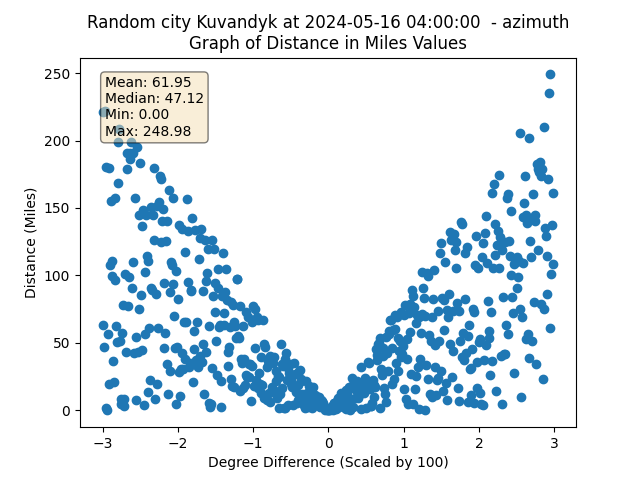 Random city Kuvandyk at 2024-05-16 04:00:00  - azimuth
Graph of Distance in Miles Values
Mean: 61.95
Median: 47.12
Min: 0.00
Max: 248.98
Distance (Miles)
250
200
150
100
50
0
−3
−2
−1
0
1
2
3
Degree Difference (Scaled by 100)